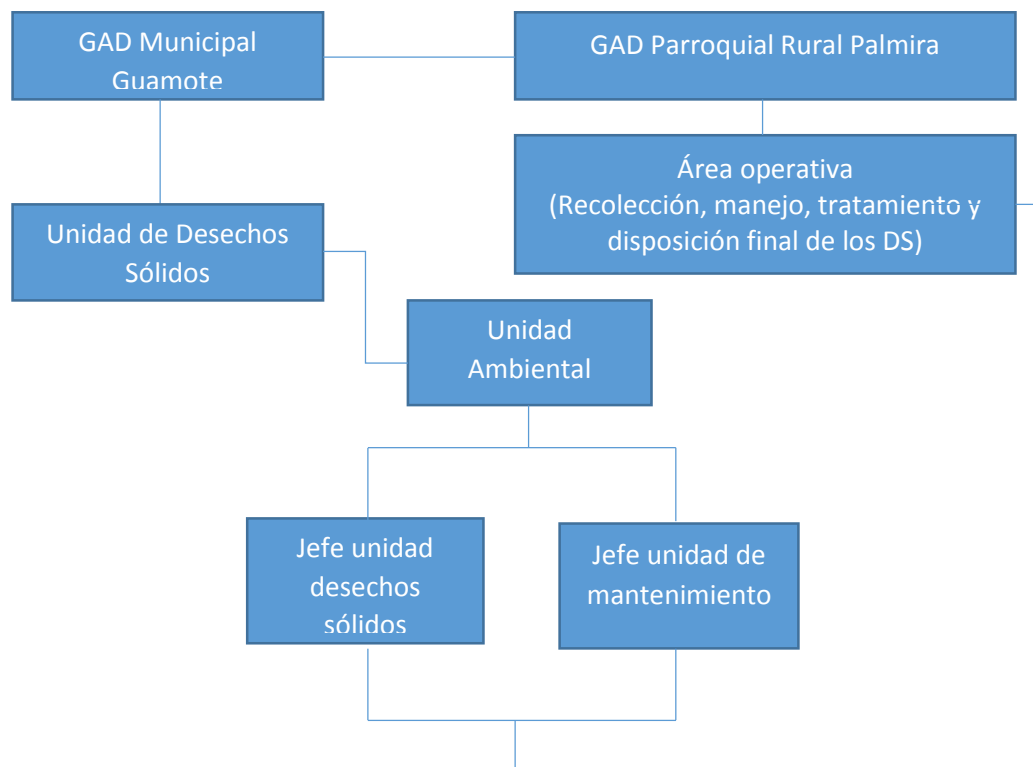 GAD Municipal
Guamote
GAD Parroquial Rural Palmira
Área operativa
(Recolección, manejo, tratamiento y
disposición final de los DS)
Unidad de Desechos
Sólidos
Unidad
Ambiental
Jefe unidad
desechos
sólidos
Jefe unidad de
mantenimiento